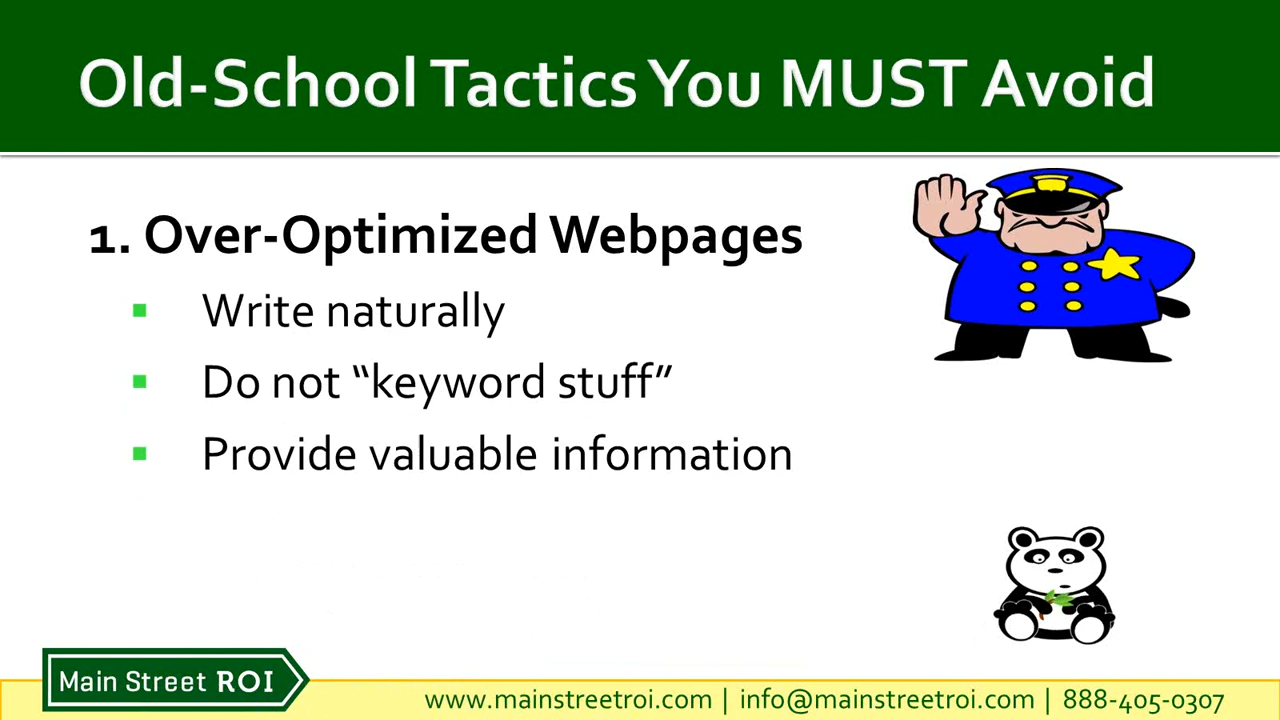 Old-School Tactics You MUST Avoid
1. Over-Optimized Webpages
Write naturally
Do not “keyword stuff”
Provide valuable information
Main Street ROI
www.mainstreetroi.com | info@mainstreetroi.com | 888-405-0307